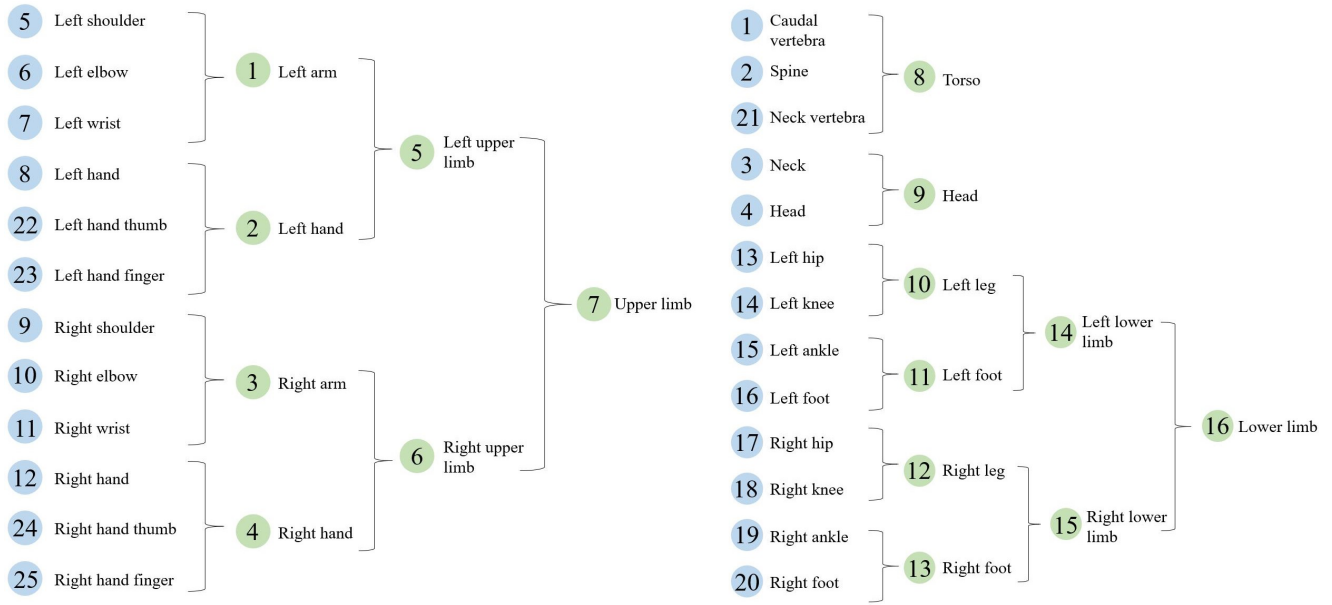 5 Left shoulder
6 Left elbow
7 Left wrist
1 Left arm
8 Left hand
22 Left hand thumb
23 Left hand finger
2 Left hand
5 Left upper
limb
9 Right shoulder
10 Right elbow
11 Right wrist
3 Right arm
12 Right hand
24 Right hand thumb
25 Right hand finger
4 Right hand
6 Right upper
limb
7 Upper limb
1 Caudal
vertebra
2 Spine
21 Neck vertebra
8 Torso
3 Neck
4 Head
9 Head
13 Left hip
14 Left knee
10 Left leg
15 Left ankle
16 Left foot
11 Left foot
14 Left lower
limb
17 Right hip
18 Right knee
12 Right leg
19 Right ankle
20 Right foot
13 Right foot
15 Right lower
limb
16 Lower limb